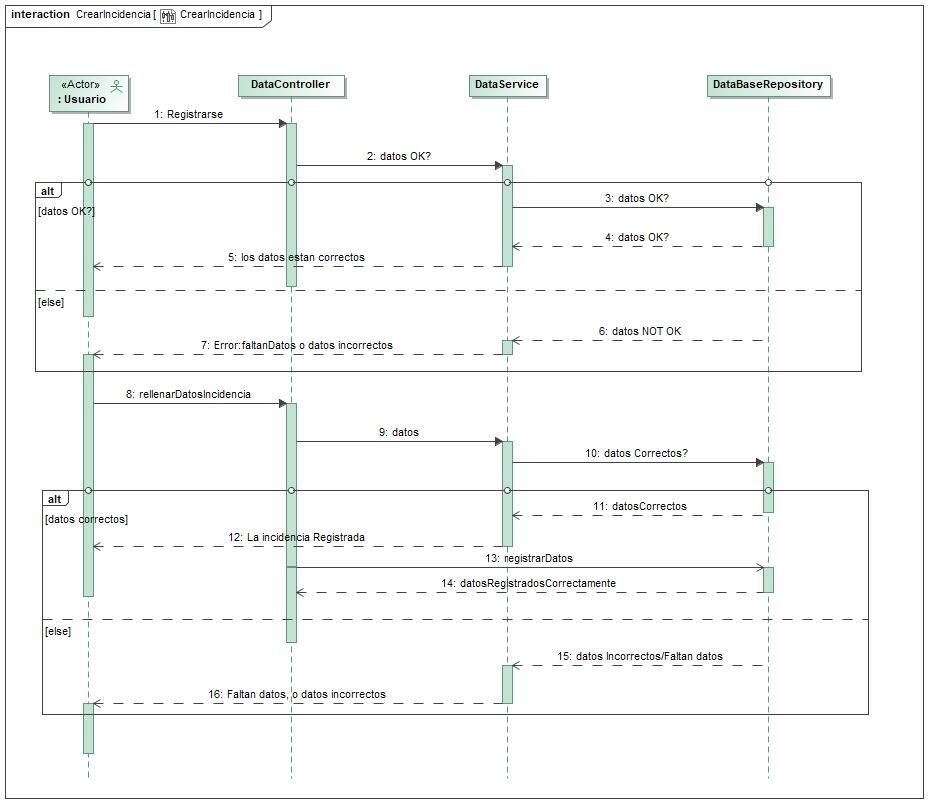 interaction CrearIncidencia [ CrearIncidencia ]
«Actor»
: Usuario
DataController
DataService
DataBaseRepository
1: Registrarse
2: datos OK?
alt
[datos OK?]
3: datos OK?
4: datos OK?
5: los datos estan correctos
[else]
6: datos NOT OK
7: Error:faltanDatos o datos incorrectos
8: rellenarDatosIncidencia
9: datos
10: datos Correctos?
alt
[datos correctos]
11: datosCorrectos
12: La incidencia Registrada
13: registrarDatos
14: datosRegistradosCorrectamente
[else]
15: datos Incorrectos/Faltan datos
16: Faltan datos, o datos incorrectos